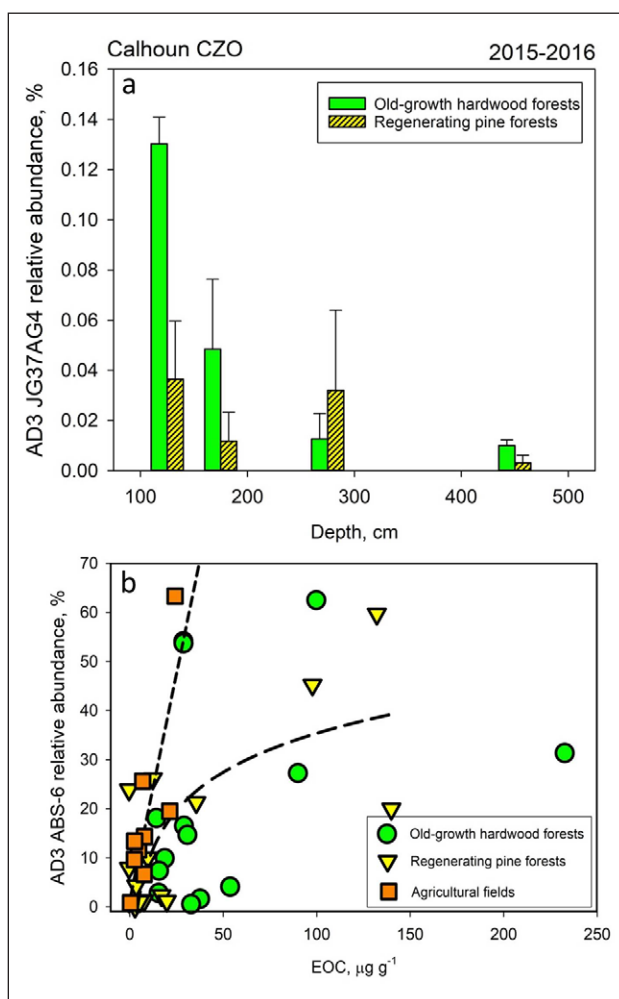 Calhoun CZO 2015-2016
a
Old-growth hardwood forests
Regenerating pine forests
AD3 JG37AG4 relative abundance, %
0.16
0.14
0.12
0.10
0.08
0.06
0.04
0.02
0.00
100 200 300 400 500
Depth, cm
b
AD3 ABS-6 relative abundance, %
70
60
50
40
30
20
10
0
Old-growth hardwood forests
Regenerating pine forests
Agricultural fields
0 50 100 150 200 250
EOC, μg g⁻¹